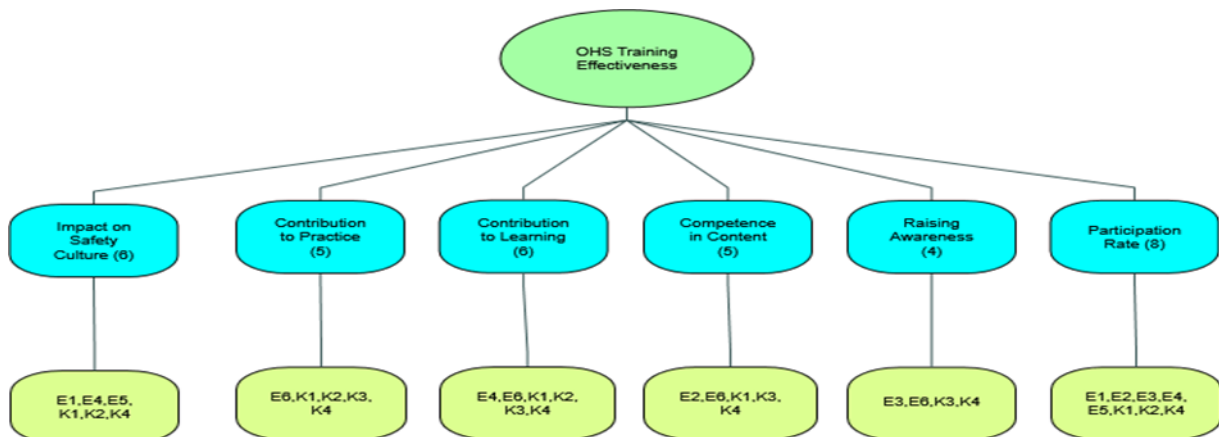 OHS Training
Effectiveness
Impact on
Safety
Culture (6)
Contribution
to Practice
(5)
Contribution
to Learning
(6)
Competence
in Content
(5)
Raising
Awareness
(4)
Participation
Rate (8)
E1,E4,E5,
K1,K2,K4
E6,K1,K2,K3,
K4
E4,E6,K1,K2,
K3,K4
E2,E6,K1,K3,
K4
E3,E6,K3,K4
E1,E2,E3,E4,
E5,K1,K2,K4